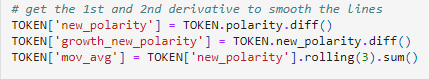 # get the 1st and 2nd derivative to smooth the lines
TOKEN['new_polarity'] = TOKEN.polarity.diff()
TOKEN['growth_new_polarity'] = TOKEN.new_polarity.diff()
TOKEN['mov_avg'] = TOKEN['new_polarity'].rolling(3).sum()